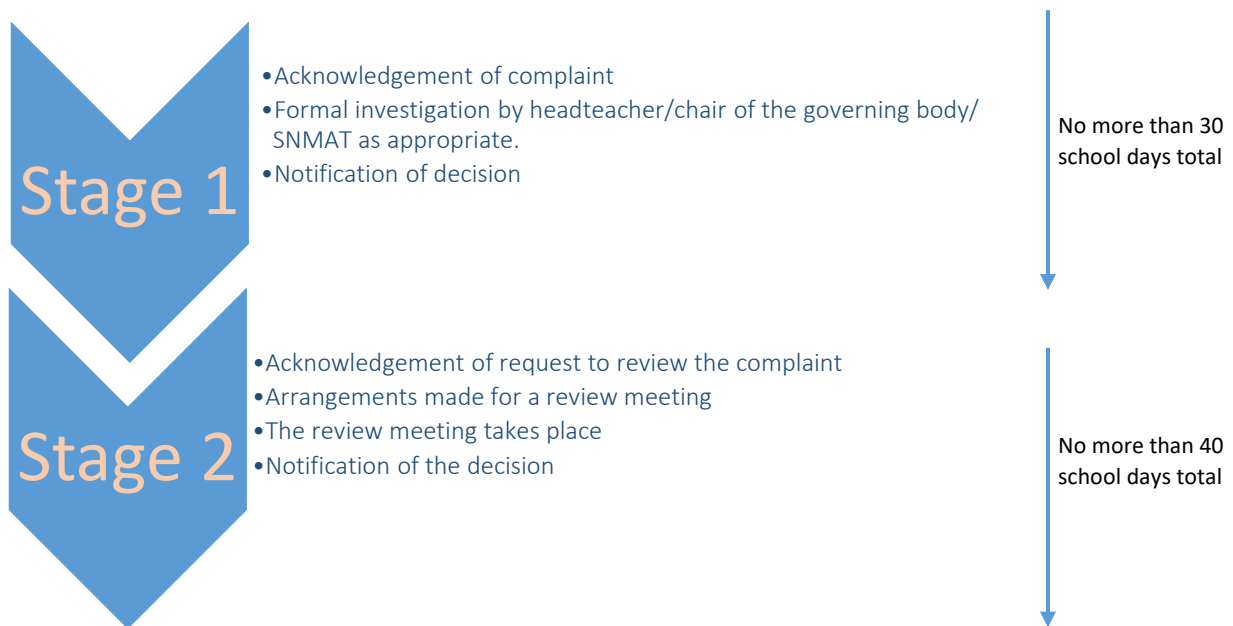 Stage 1
•Acknowledgement of complaint
•Formal investigation by headteacher/chair of the governing body/
SNMAT as appropriate.
•Notification of decision
No more than 30
school days total
Stage 2
•Acknowledgement of request to review the complaint
•Arrangements made for a review meeting
•The review meeting takes place
•Notification of the decision
No more than 40
school days total